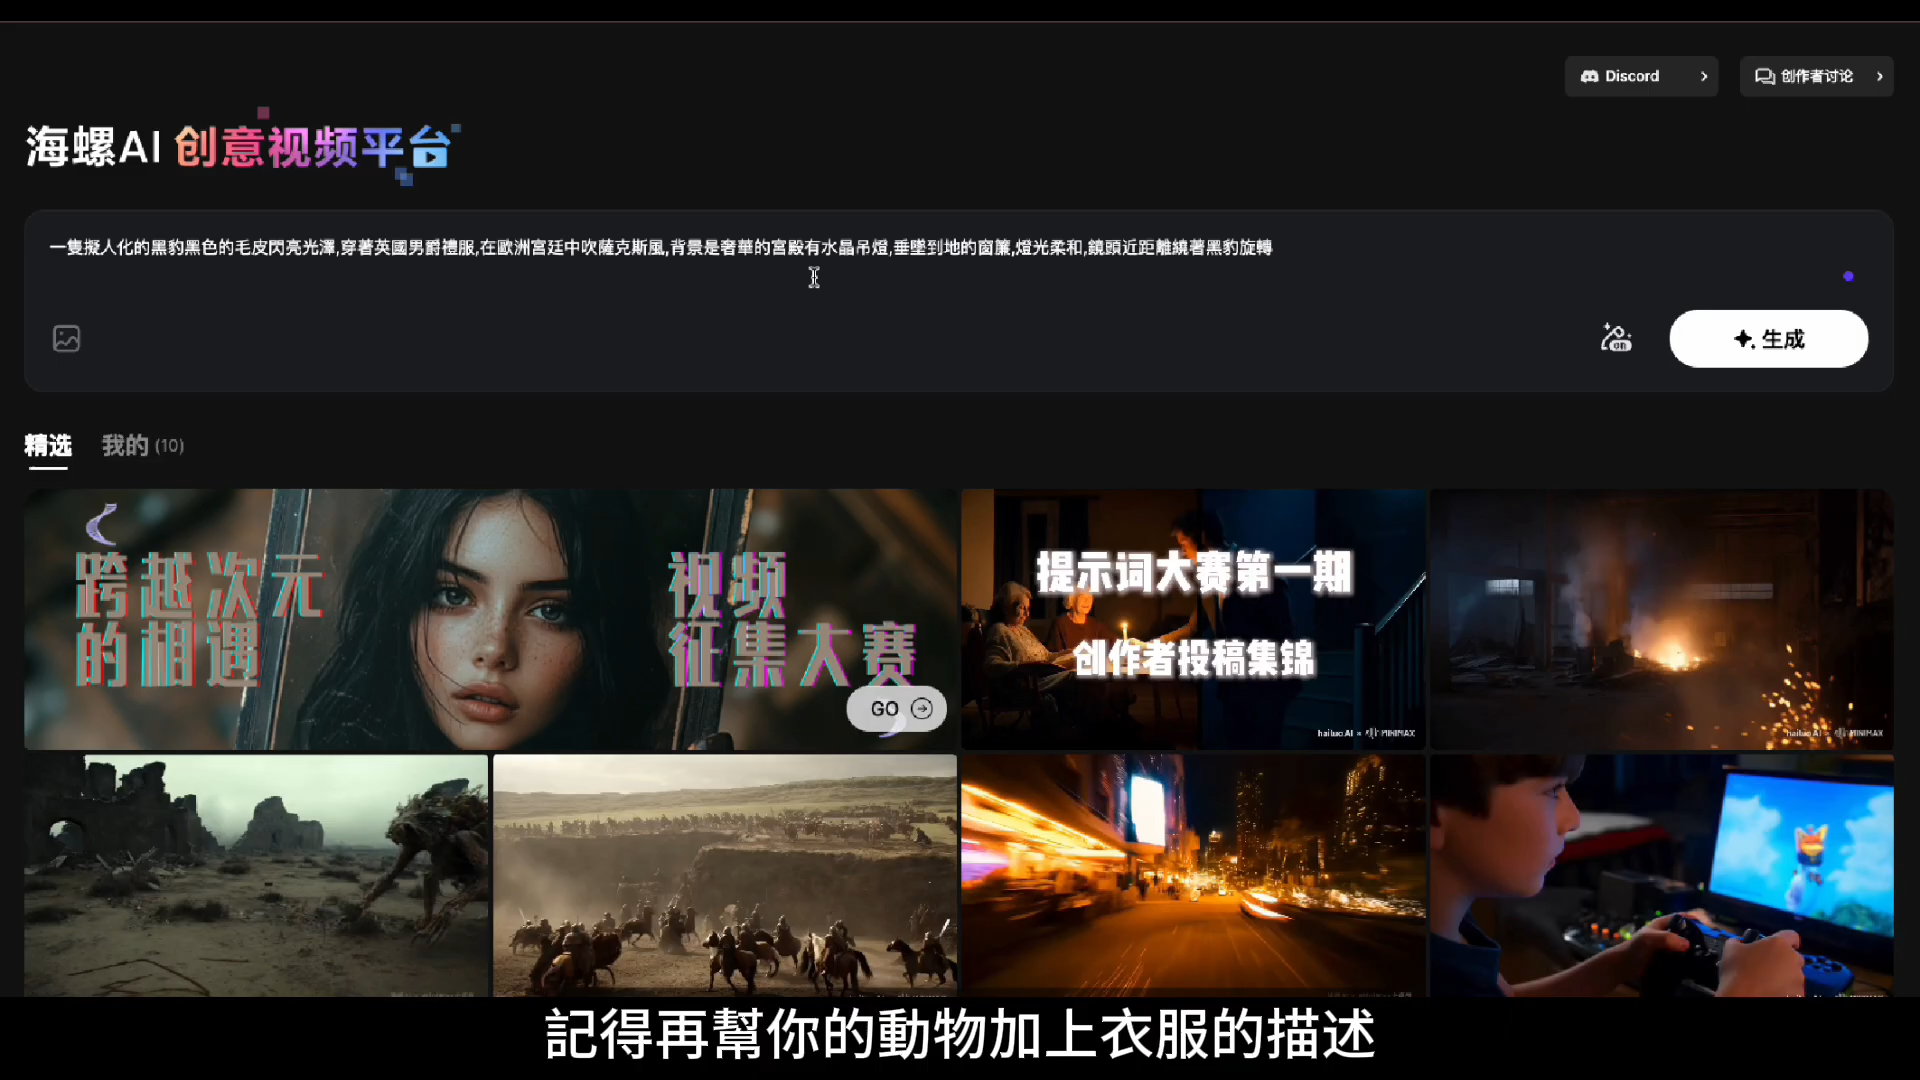 Discord
创作者讨论
海螺AI 创意视频平台
一隻擬人化的黑豹黑色的毛皮閃亮光澤,穿著英國男爵禮服,在歐洲宮廷中吹薩克斯風,背景是奢華的宮殿有水晶吊燈,垂墜到地的窗簾,燈光柔和,鏡頭近距離繞著黑豹旋轉
on
生成
精选 我的 (10)
跨越次元
的相遇
视频
征集大赛
GO
提示词大赛第一期
创作者投稿集锦
hailuo AI × MINIMAX
hailuo AI × MINIMAX
記得再幫你的動物加上衣服的描述